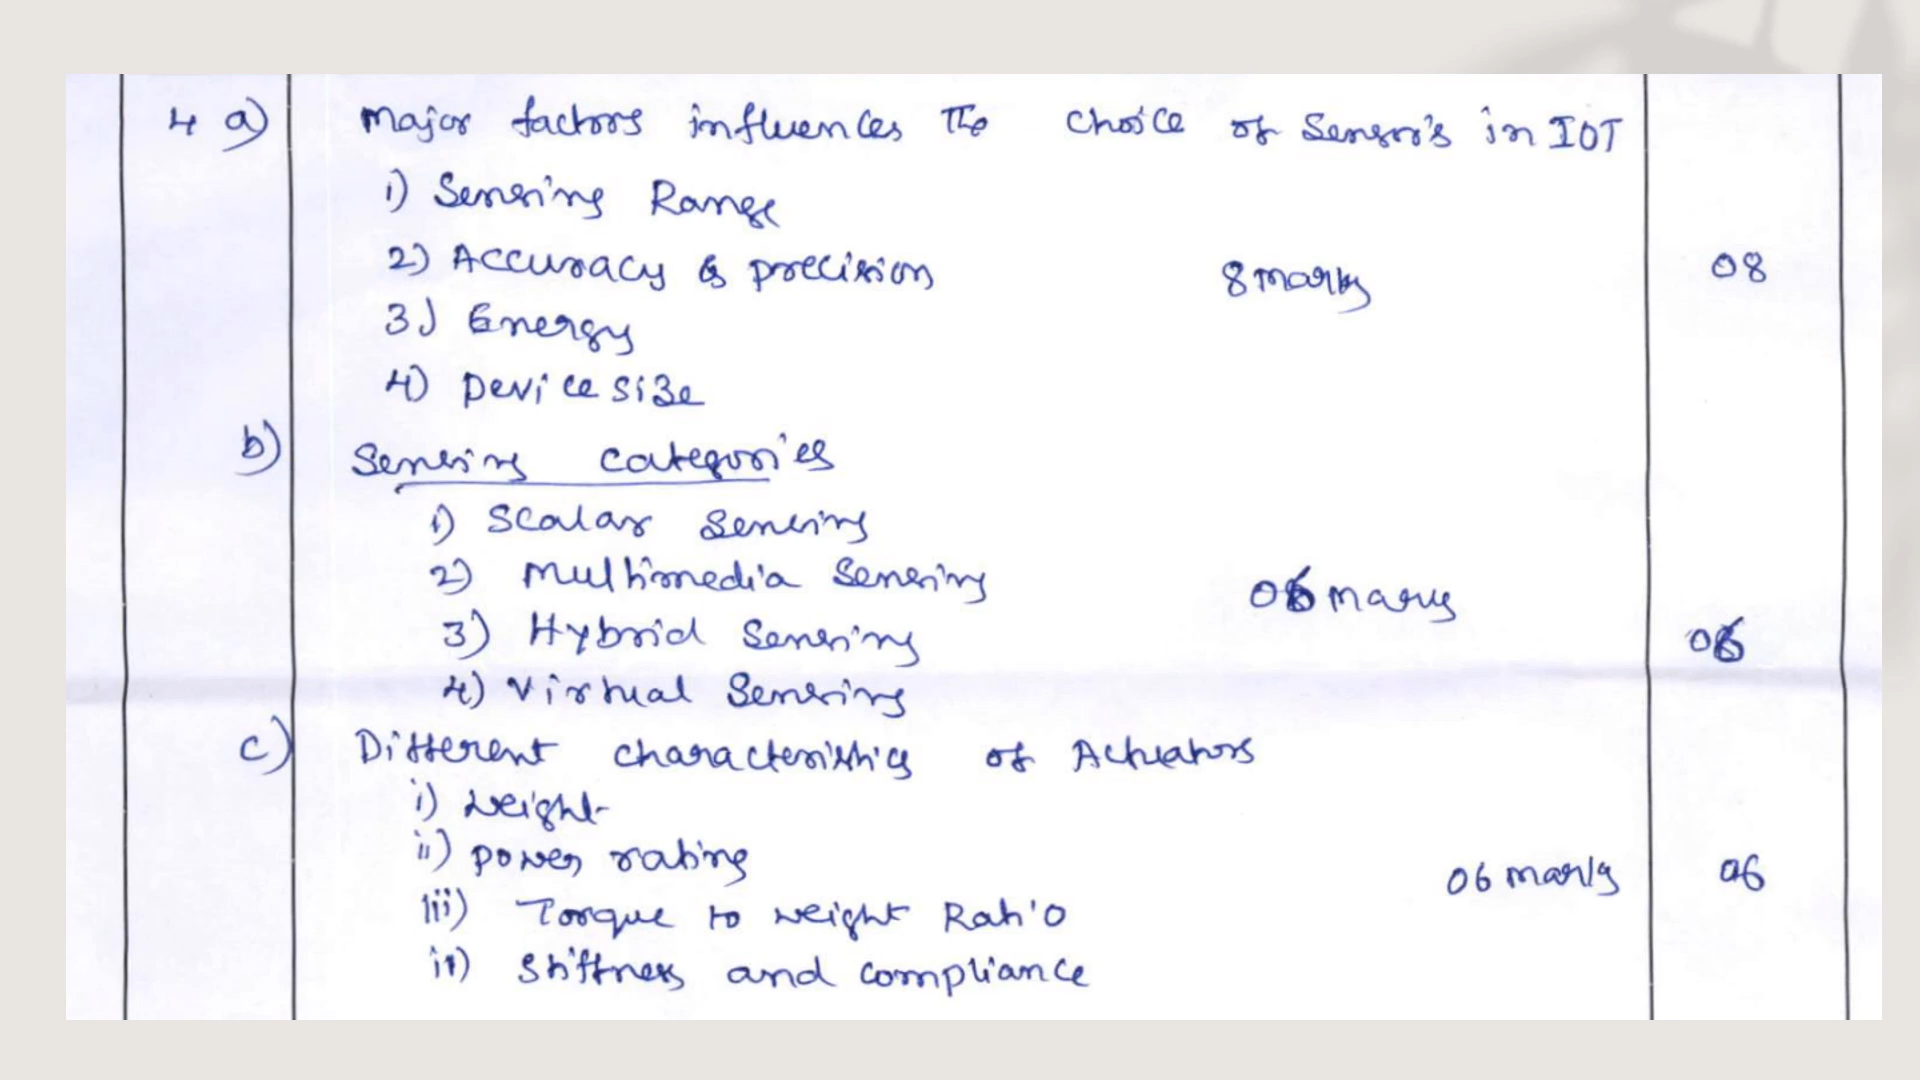 4 a) Major factors influences The choice of Sensor's in IOT
1) Sensing Range
2) Accuracy & precision 8 marks 08
3) Energy
4) Device size
b) Sensing categories
1) Scalar Sensing
2) Multimedia Sensing 06 marks
3) Hybrid Sensing 06
4) Virtual Sensing
c) Different characteristics of Actuators
i) weight
ii) power rating 06 marks 06
iii) Torque to weight Ratio
iv) Stiffness and compliance